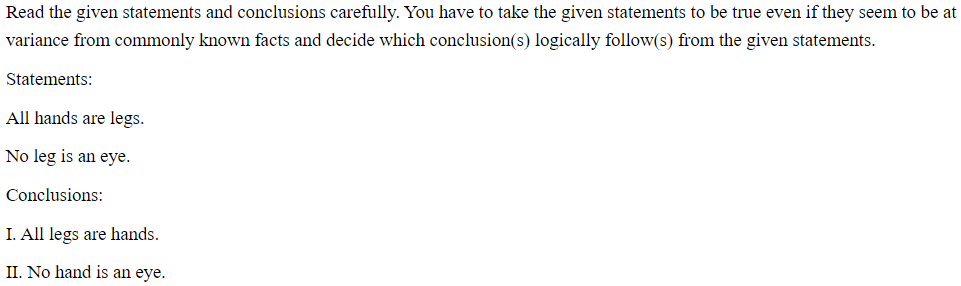 Read the given statements and conclusions carefully. You have to take the given statements to be true even if they seem to be at
variance from commonly known facts and decide which conclusion(s) logically follow(s) from the given statements.
Statements:
All hands are legs.
No leg is an eye.
Conclusions:
I. All legs are hands.
II. No hand is an eye.